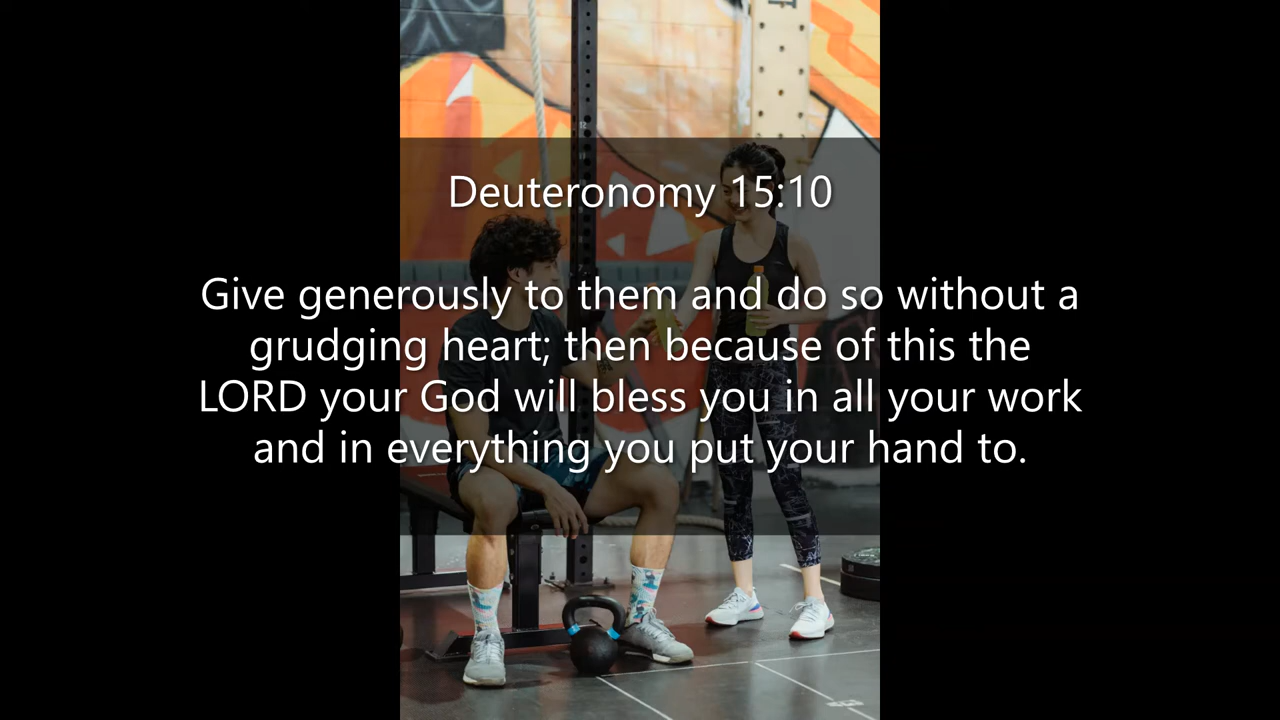 Deuteronomy 15:10
Give generously to them and do so without a
grudging heart; then because of this the
LORD your God will bless you in all your work
and in everything you put your hand to.